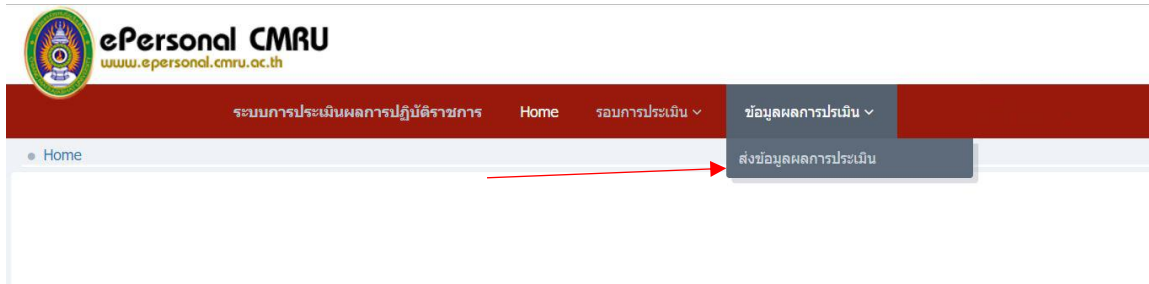 ePersonal CMRU
www.epersonal.cmru.ac.th
ระบบการประเมินผลการปฏิบัติราชการ Home รอบการประเมิน ข้อมูลผลการปรเมิน
Home
ส่งข้อมูลผลการประเมิน